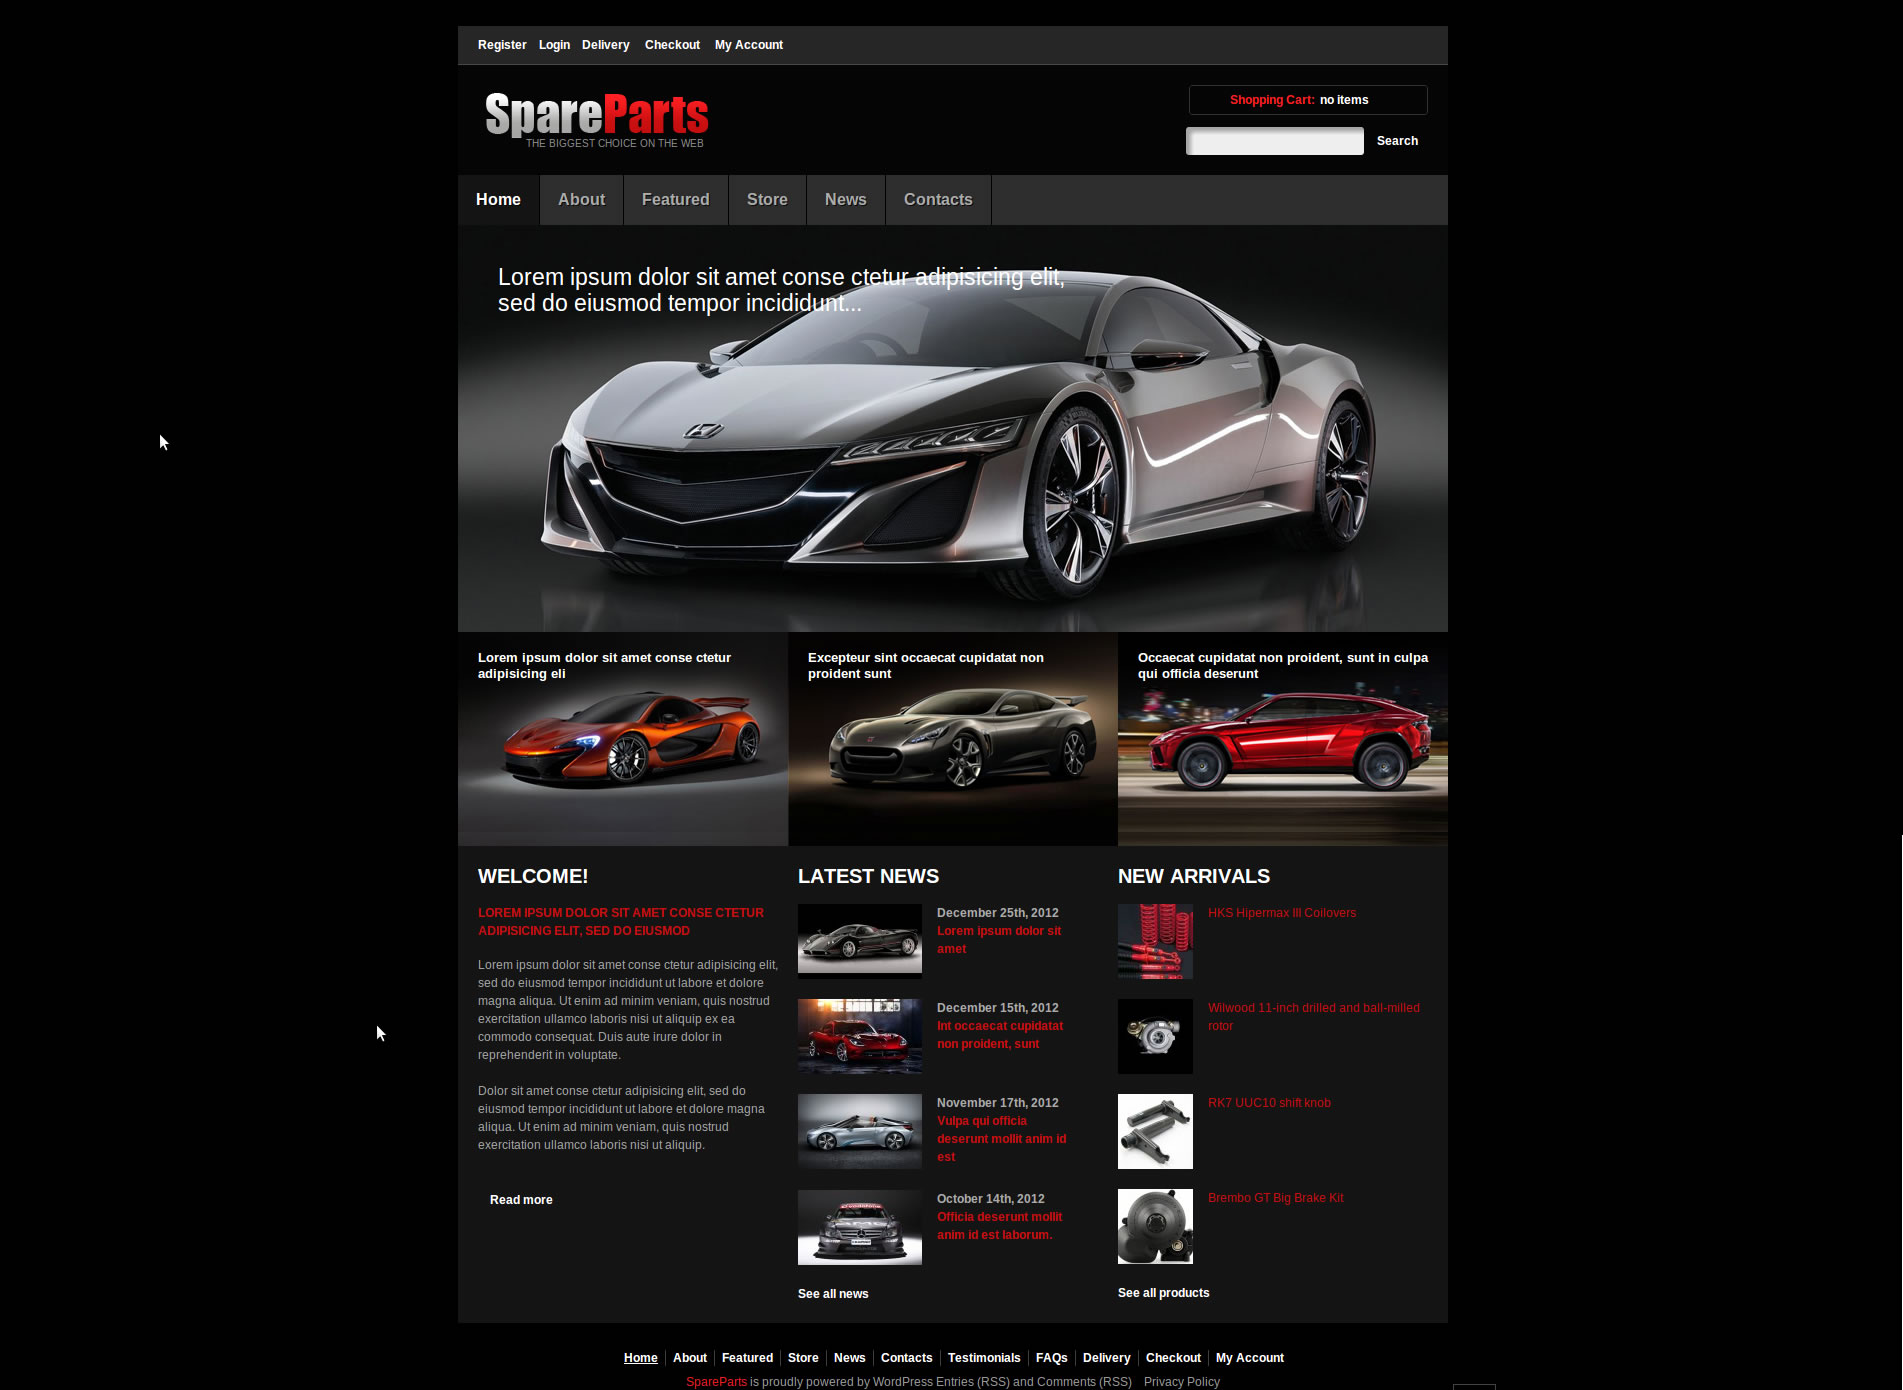 Register Login Delivery Checkout My Account
SpareParts
THE BIGGEST CHOICE ON THE WEB
Shopping Cart: no items
Search
Home About Featured Store News Contacts
Lorem ipsum dolor sit amet conse ctetur adipisicing elit,
sed do eiusmod tempor incididunt...
Lorem ipsum dolor sit amet conse ctetur
adipisicing eli
Excepteur sint occaecat cupidatat non
proident sunt
Occaecat cupidatat non proident, sunt in culpa
qui officia deserunt
WELCOME!
LOREM IPSUM DOLOR SIT AMET CONSE CTETUR
ADIPISICING ELIT, SED DO EIUSMOD
Lorem ipsum dolor sit amet conse ctetur adipisicing elit,
sed do eiusmod tempor incididunt ut labore et dolore
magna aliqua. Ut enim ad minim veniam, quis nostrud
exercitation ullamco laboris nisi ut aliquip ex ea
commodo consequat. Duis aute irure dolor in
reprehenderit in voluptate.
Dolor sit amet conse ctetur adipisicing elit, sed do
eiusmod tempor incididunt ut labore et dolore magna
aliqua. Ut enim ad minim veniam, quis nostrud
exercitation ullamco laboris nisi ut aliquip.
Read more
LATEST NEWS
December 25th, 2012
Lorem ipsum dolor sit
amet
December 15th, 2012
Int occaecat cupidatat
non proident, sunt
November 17th, 2012
Vulpa qui officia
deserunt mollit anim id
est
October 14th, 2012
Officia deserunt mollit
anim id est laborum.
See all news
NEW ARRIVALS
HKS Hipermax III Coilovers
Wilwood 11-inch drilled and ball-milled
rotor
RK7 UUC10 shift knob
Brembo GT Big Brake Kit
See all products
Home About Featured Store News Contacts Testimonials FAQs Delivery Checkout My Account
SpareParts is proudly powered by WordPress Entries (RSS) and Comments (RSS) Privacy Policy